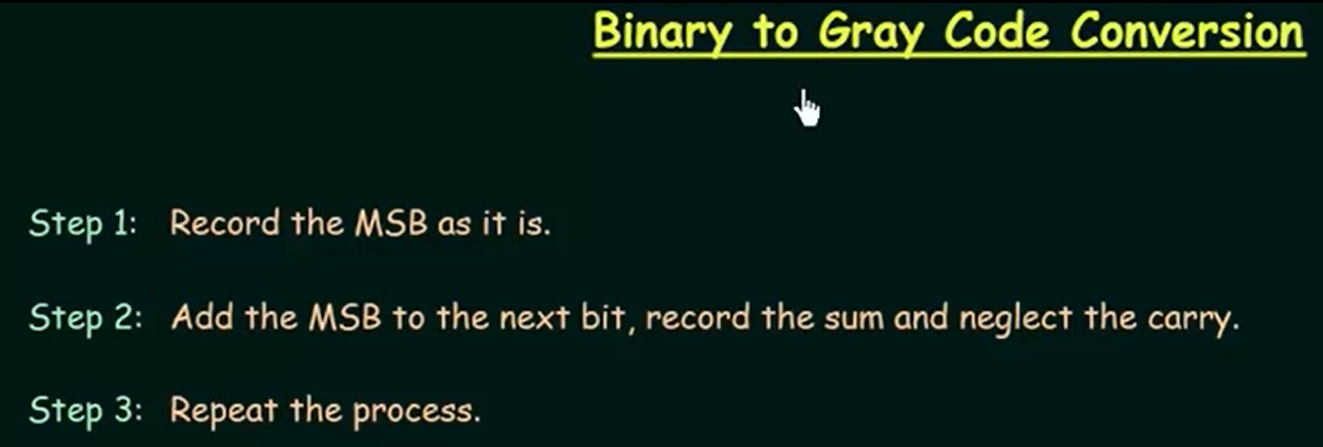 Binary to Gray Code Conversion
Step 1: Record the MSB as it is.
Step 2: Add the MSB to the next bit, record the sum and neglect the carry.
Step 3: Repeat the process.